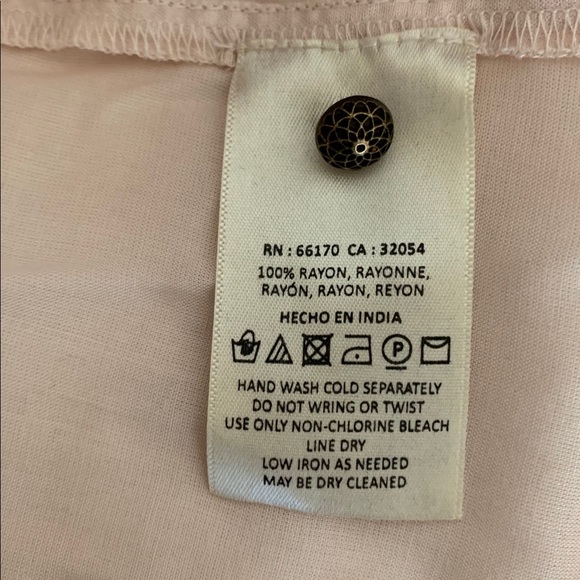 RN : 66170 CA : 32054
100% RAYON, RAYONNE,
RAYÓN, RAYON, REYON
HECHO EN INDIA
P
HAND WASH COLD SEPARATELY
DO NOT WRING OR TWIST
USE ONLY NON-CHLORINE BLEACH
LINE DRY
LOW IRON AS NEEDED
MAY BE DRY CLEANED